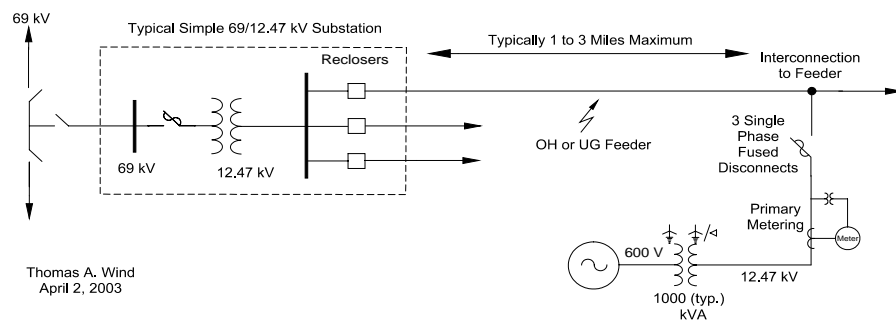 69 kV
Typical Simple 69/12.47 kV Substation
Reclosers
Typically 1 to 3 Miles Maximum
Interconnection
to Feeder
69 kV
12.47 kV
OH or UG Feeder
3 Single
Phase
Fused
Disconnects
Primary
Metering
Meter
600 V
12.47 kV
1000 (typ.)
kVA
Thomas A. Wind
April 2, 2003